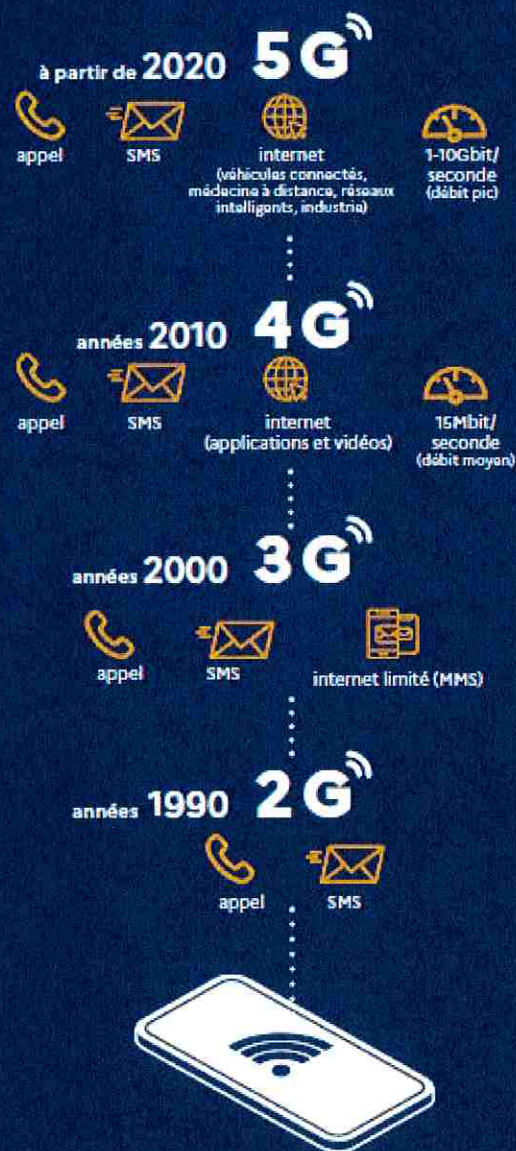 à partir de 2020 5G
appel
SMS
internet
(véhicules connectés,
médecine à distance, réseaux
intelligents, industrie)
1-10Gbit/
seconde
(débit pic)
années 2010 4G
appel
SMS
internet
(applications et vidéos)
15Mbit/
seconde
(débit moyen)
années 2000 3G
appel
SMS
internet limité (MMS)
années 1990 2G
appel
SMS